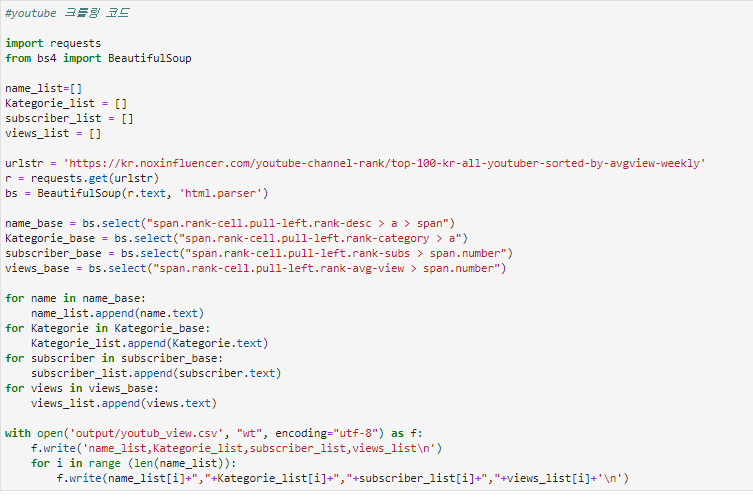 #youtube 크롤링 코드
import requests
from bs4 import BeautifulSoup
name_list=[]
Kategorie_list = []
subscriber_list = []
views_list = []
urlstr = 'https://kr.noxinfluencer.com/youtube-channel-rank/top-100-kr-all-youtuber-sorted-by-avgview-weekly'
r = requests.get(urlstr)
bs = BeautifulSoup(r.text, 'html.parser')
name_base = bs.select("span.rank-cell.pull-left.rank-desc > a > span")
Kategorie_base = bs.select("span.rank-cell.pull-left.rank-category > a")
subscriber_base = bs.select("span.rank-cell.pull-left.rank-subs > span.number")
views_base = bs.select("span.rank-cell.pull-left.rank-avg-view > span.number")
for name in name_base:
    name_list.append(name.text)
for Kategorie in Kategorie_base:
    Kategorie_list.append(Kategorie.text)
for subscriber in subscriber_base:
    subscriber_list.append(subscriber.text)
for views in views_base:
    views_list.append(views.text)
with open('output/youtub_view.csv', "wt", encoding="utf-8") as f:
    f.write('name_list,Kategorie_list,subscriber_list,views_list\n')
    for i in range (len(name_list)):
        f.write(name_list[i]+","+Kategorie_list[i]+","+subscriber_list[i]+","+views_list[i]+'\n')